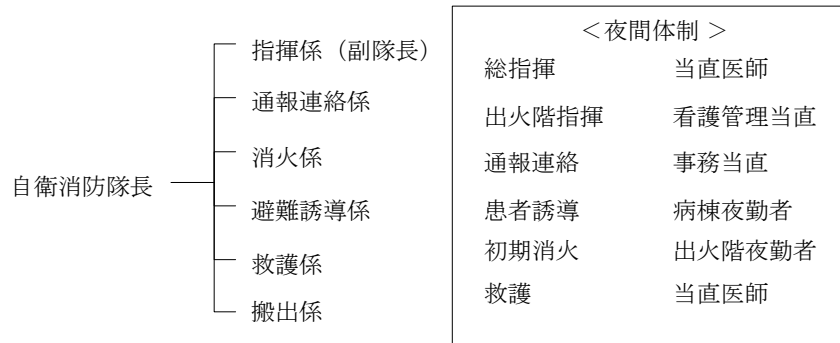 自衛消防隊長
指揮係（副隊長）
通報連絡係
消火係
避難誘導係
救護係
搬出係
＜夜間体制 ＞
総指揮 当直医師
出火階指揮 看護管理当直
通報連絡 事務当直
患者誘導 病棟夜勤者
初期消火 出火階夜勤者
救護 当直医師